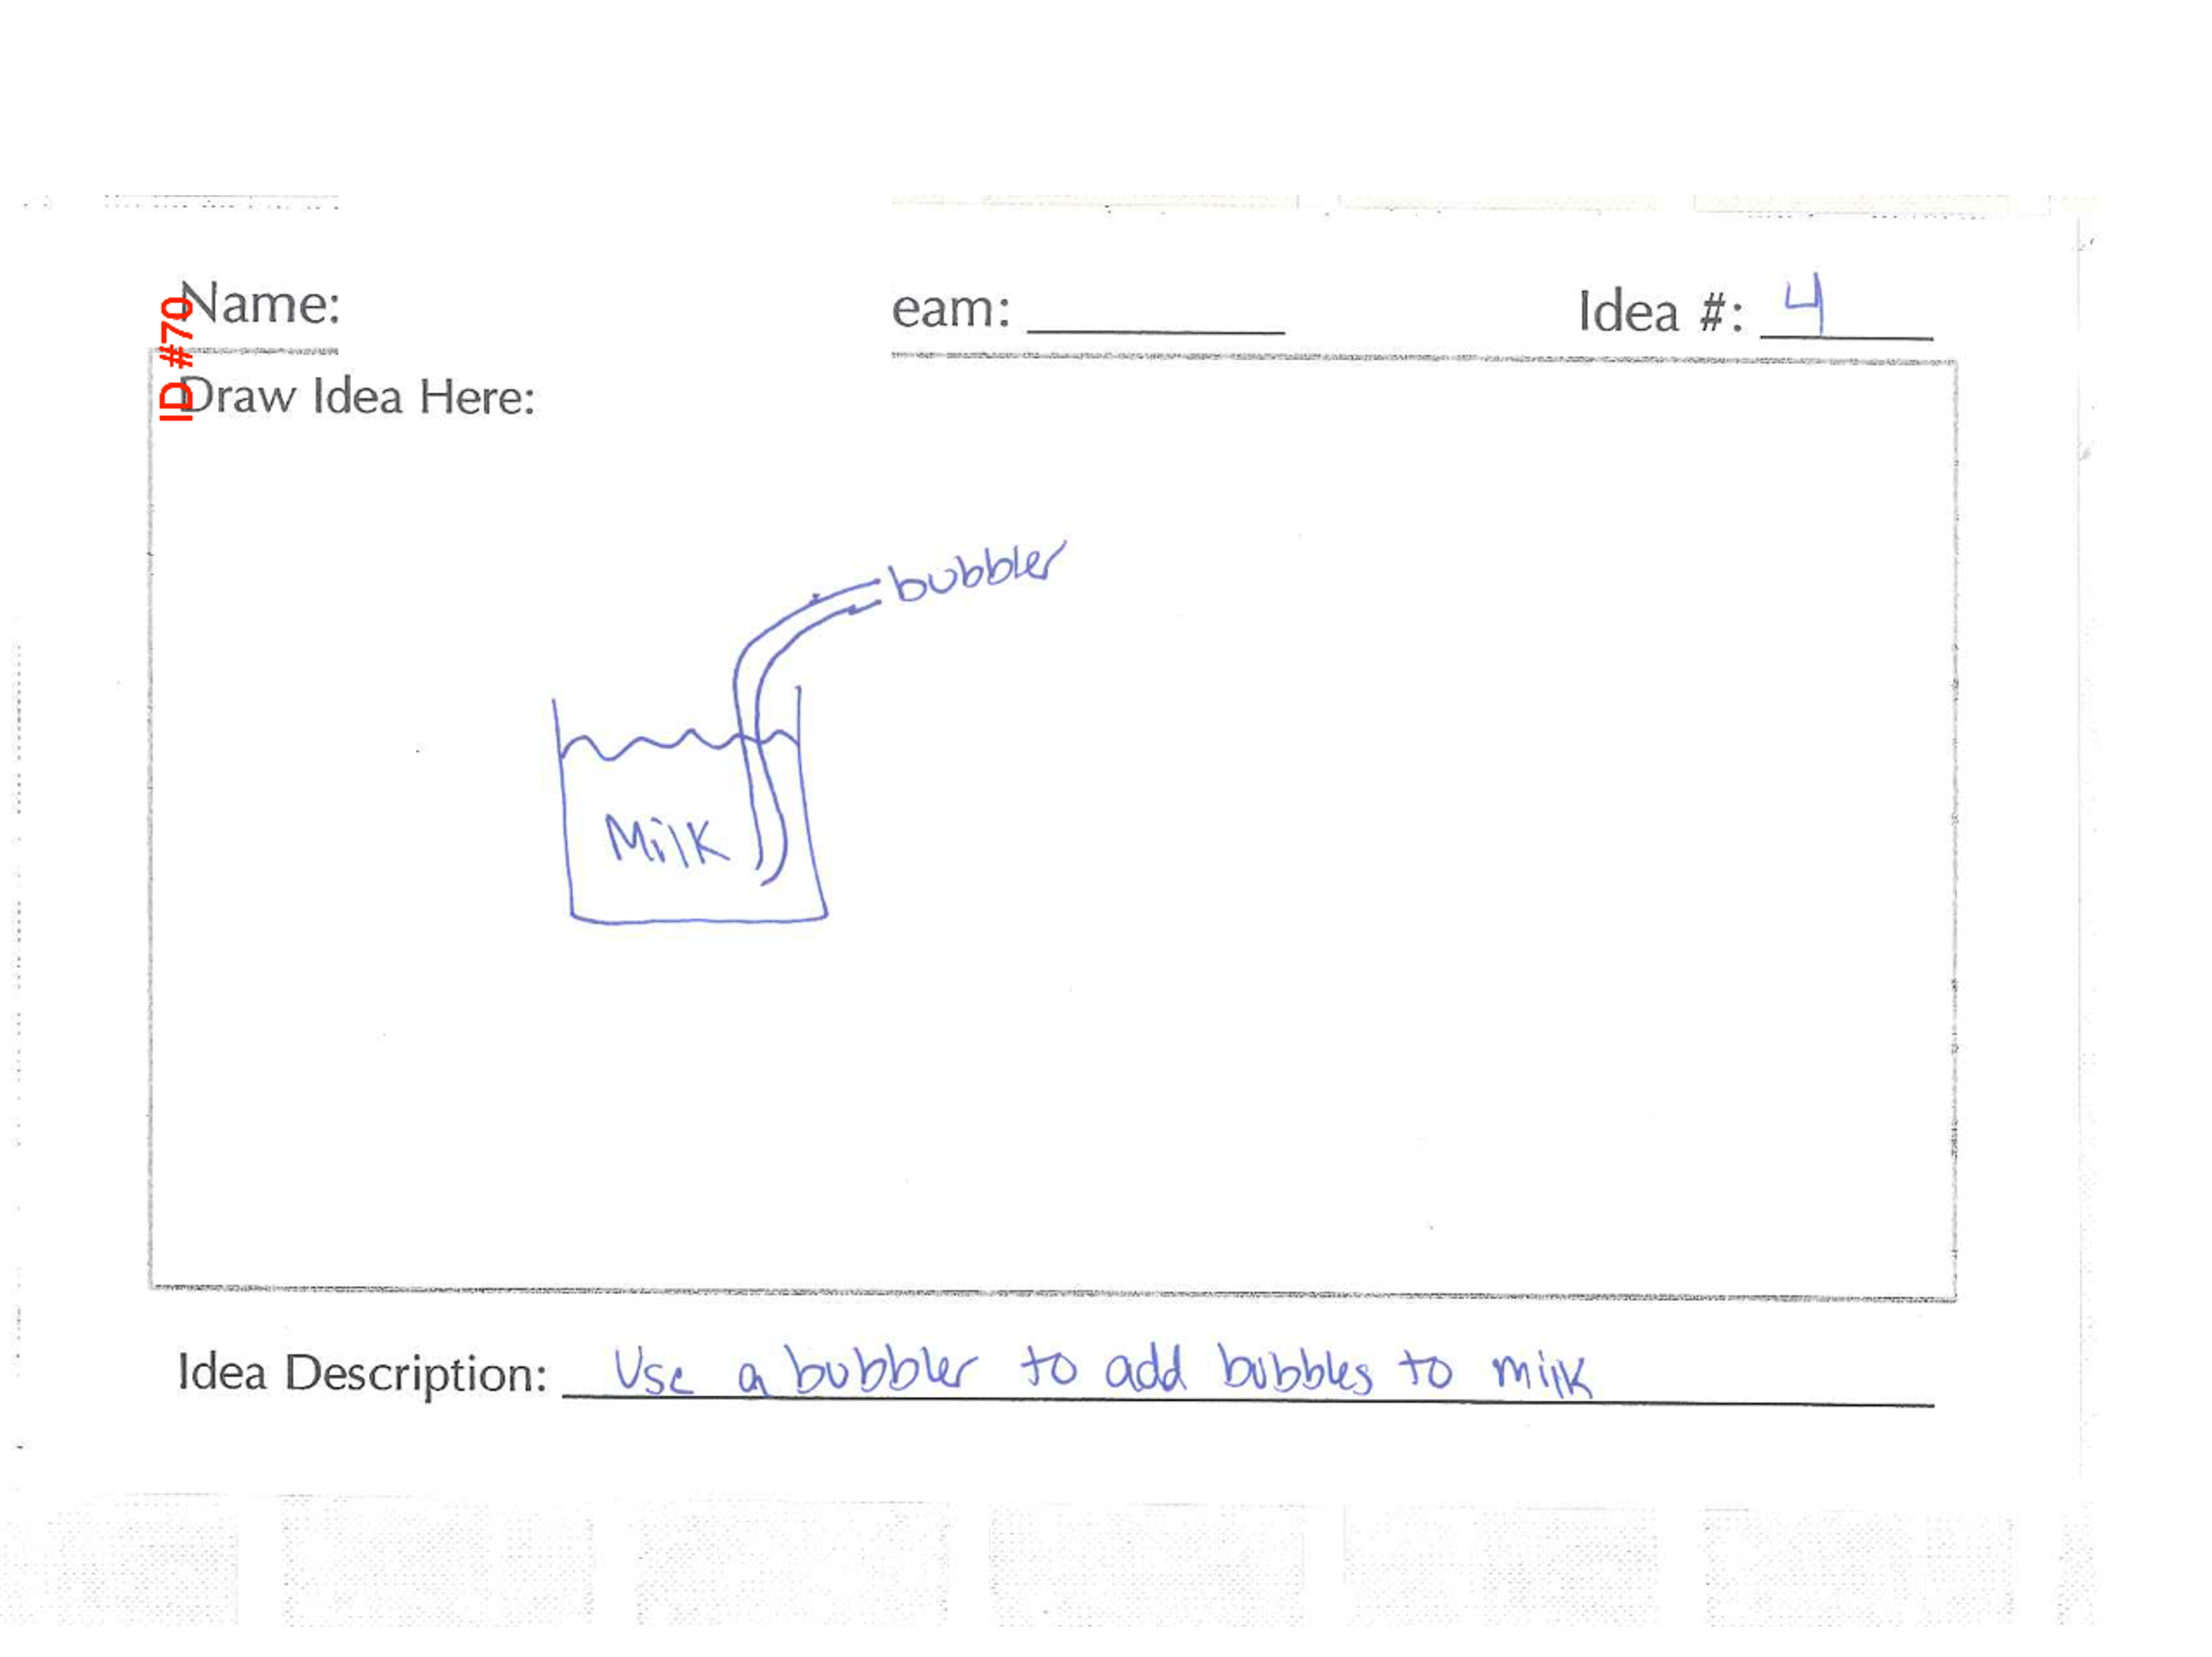 Name:
eam:
Idea #: 4
ID #70
Draw Idea Here:
bubbler
Milk
Idea Description: Use a bubbler to add bubbles to milk